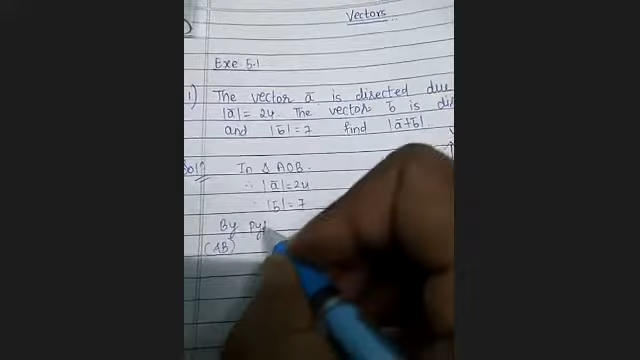 Vectors
Exe 5.1
1) The vector a̅ is directed due
|a̅| = 24. The vector b̅ is
and |b̅| = 7 find |a̅+b̅|.
Solⁿ In Δ AOB.
∴ |a̅| = 24
|b̅| = 7
By
(AB)